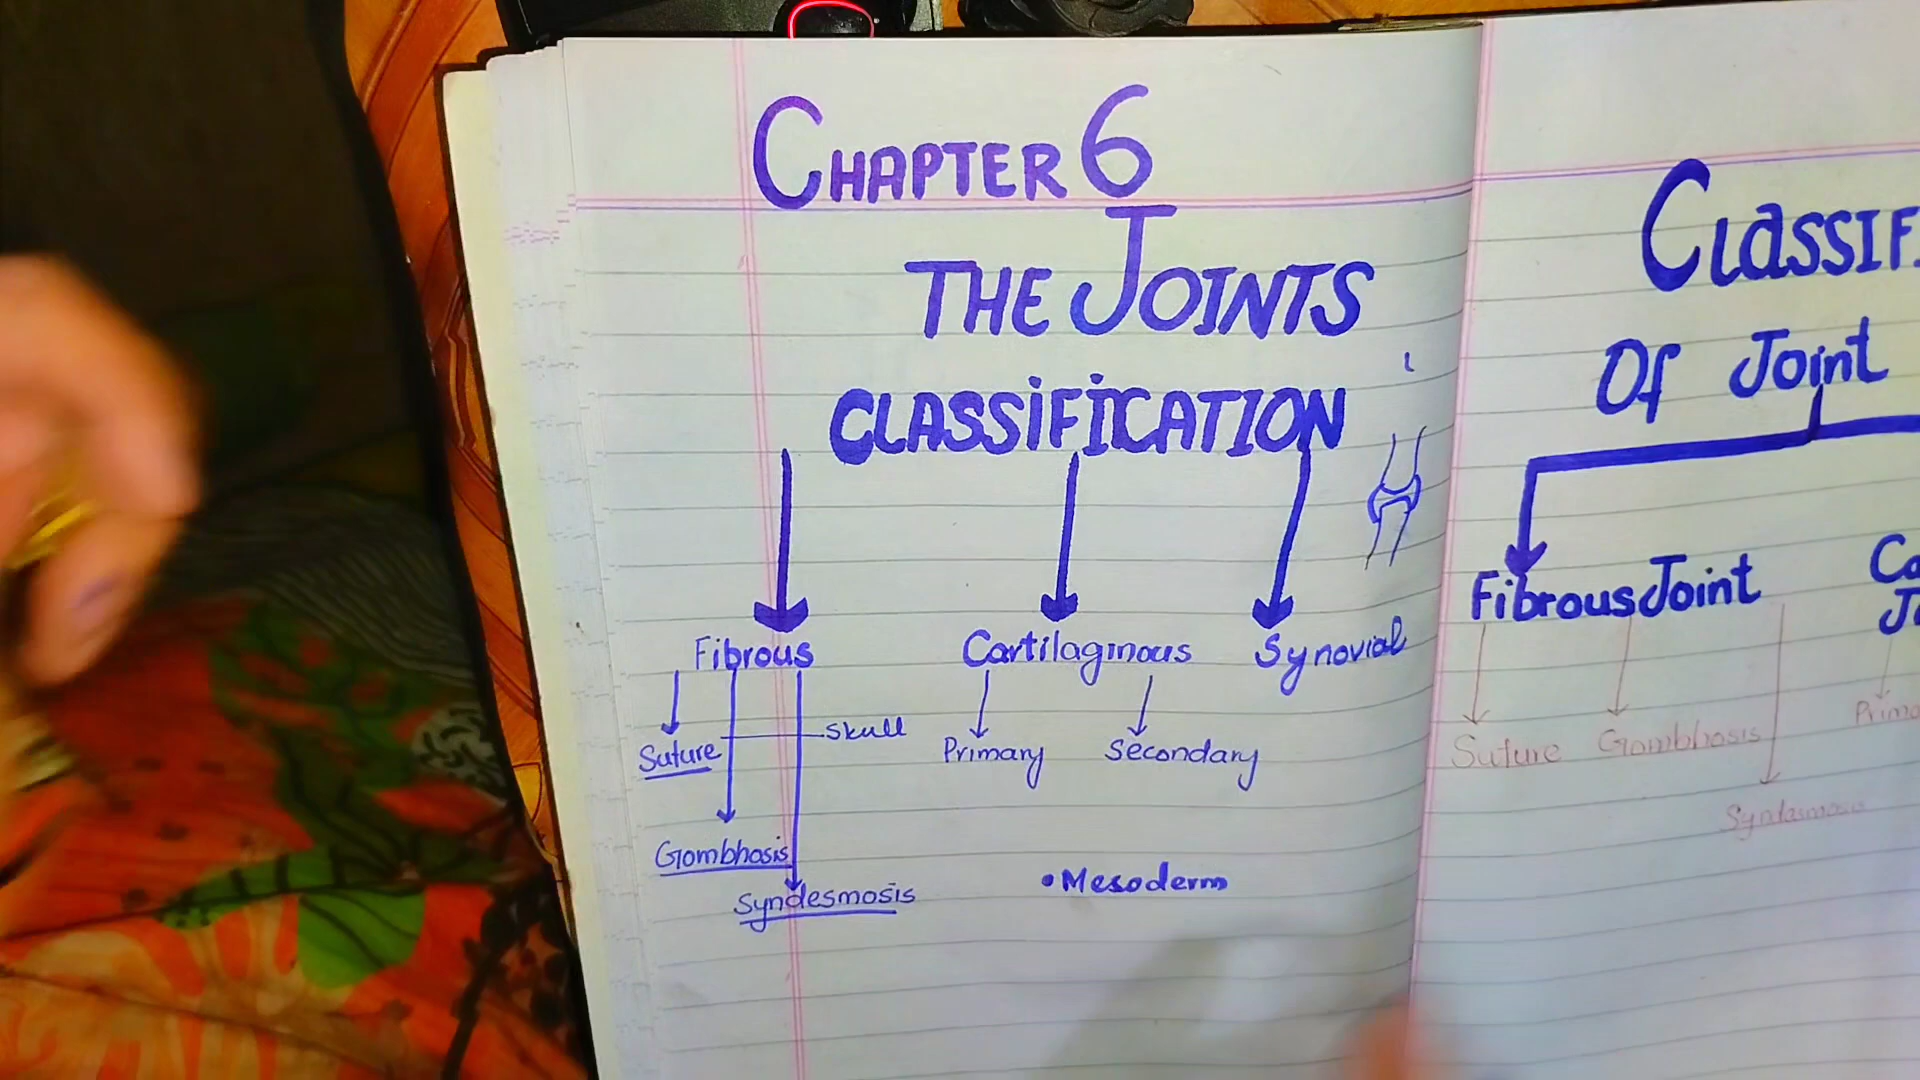 CHAPTER 6
THE JOINTS
CLASSiFiCATION
Fibrous Cartilaginous Synovial
Skull
Suture Primary Secondary
Gombhosis
Syndesmosis
• Mesoderm
Of Joint
Fibrous Joint
Suture Gombhosis
Syndasmosis